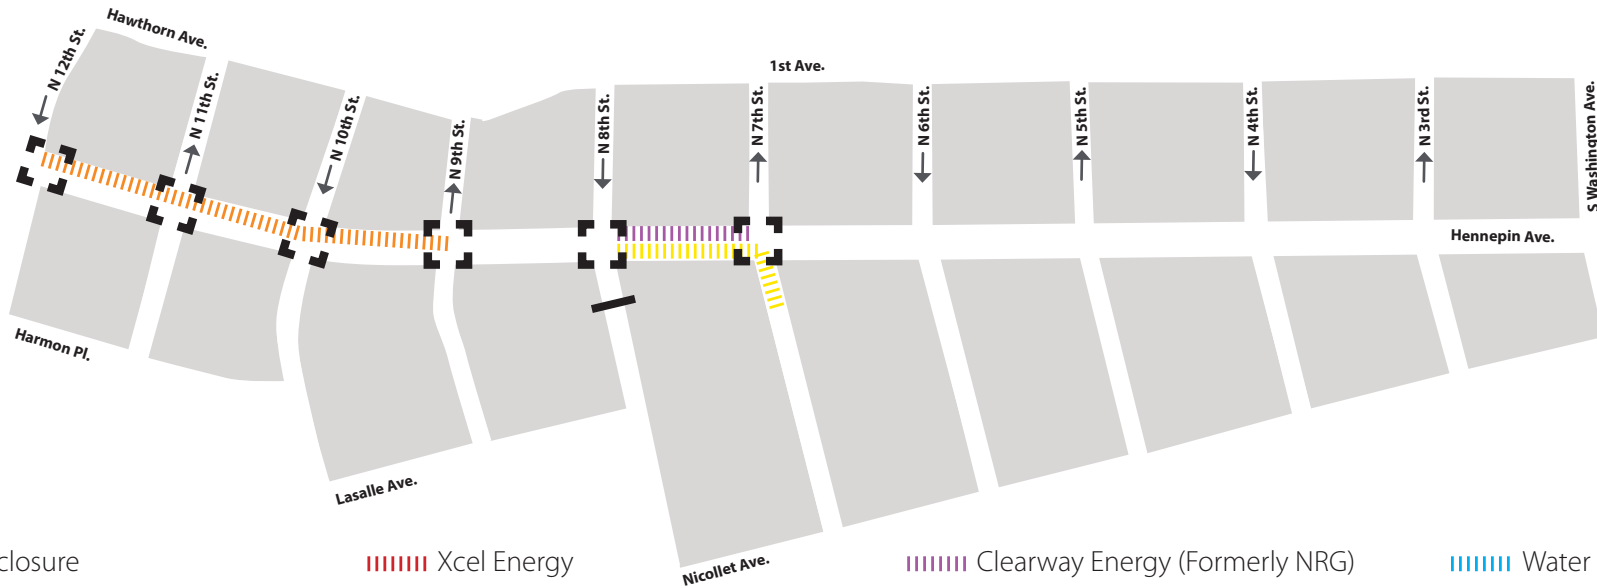 Hawthorn Ave.
N 12th St.
N 11th St.
N 10th St.
N 9th St.
N 8th St.
1st Ave.
N 7th St.
N 6th St.
N 5th St.
N 4th St.
N 3rd St.
S Washington Ave.
Hennepin Ave.
Harmon Pl.
Lasalle Ave.
Nicollet Ave.
closure
Xcel Energy
Clearway Energy (Formerly NRG)
Water